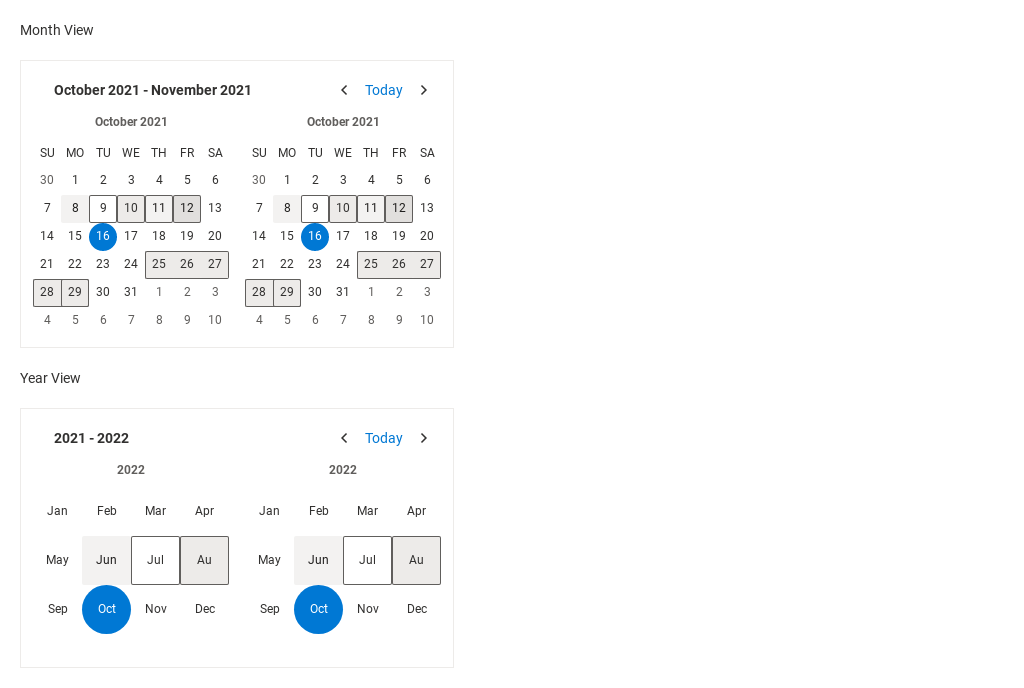 Month View
October 2021 - November 2021 Today
October 2021 October 2021
SU MO TU WE TH FR SA SU MO TU WE TH FR SA
30 1 2 3 4 5 6 30 1 2 3 4 5 6
7 8 9 10 11 12 13 7 8 9 10 11 12 13
14 15 16 17 18 19 20 14 15 16 17 18 19 20
21 22 23 24 25 26 27 21 22 23 24 25 26 27
28 29 30 31 1 2 3 28 29 30 31 1 2 3
4 5 6 7 8 9 10 4 5 6 7 8 9 10
Year View
2021 - 2022 Today
2022 2022
Jan Feb Mar Apr Jan Feb Mar Apr
May Jun Jul Au May Jun Jul Au
Sep Oct Nov Dec Sep Oct Nov Dec